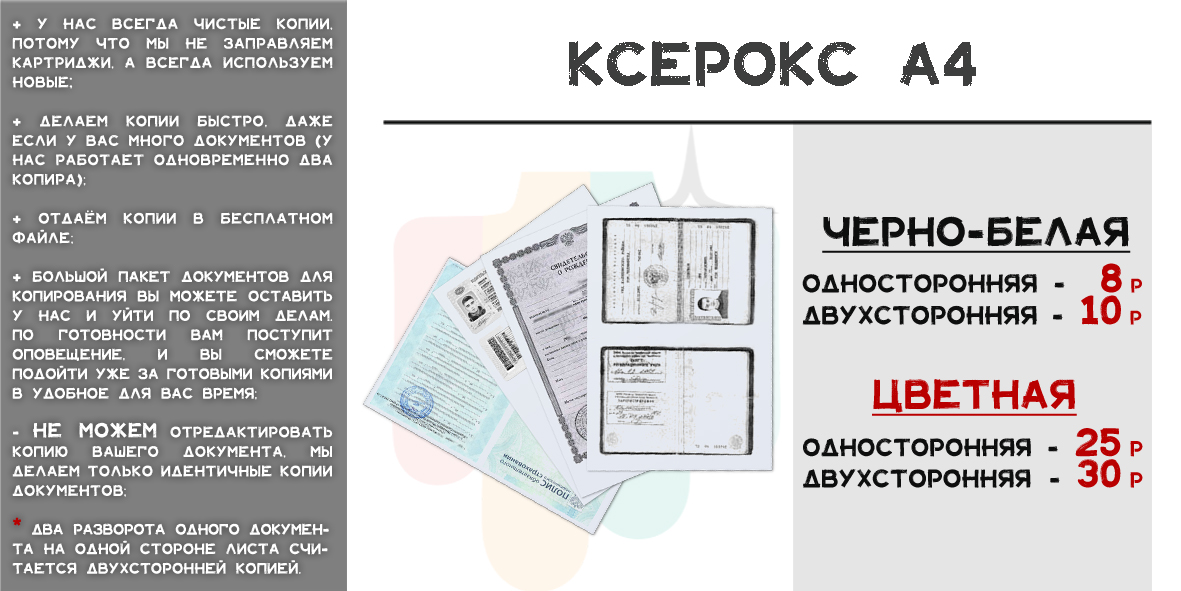 + У НАС ВСЕГДА ЧИСТЫЕ КОПИИ,
ПОТОМУ ЧТО МЫ НЕ ЗАПРАВЛЯЕМ
КАРТРИДЖИ, А ВСЕГДА ИСПОЛЬЗУЕМ
НОВЫЕ;
+ ДЕЛАЕМ КОПИИ БЫСТРО, ДАЖЕ
ЕСЛИ У ВАС МНОГО ДОКУМЕНТОВ (У
НАС РАБОТАЕТ ОДНОВРЕМЕННО ДВА
КОПИРА);
+ ОТДАЁМ КОПИИ В БЕСПЛАТНОМ
ФАЙЛЕ;
+ БОЛЬШОЙ ПАКЕТ ДОКУМЕНТОВ ДЛЯ
КОПИРОВАНИЯ ВЫ МОЖЕТЕ ОСТАВИТЬ
У НАС И УЙТИ ПО СВОИМ ДЕЛАМ.
ПО ГОТОВНОСТИ ВАМ ПОСТУПИТ
ОПОВЕЩЕНИЕ, И ВЫ СМОЖЕТЕ
ПОДОЙТИ УЖЕ ЗА ГОТОВЫМИ КОПИЯМИ
В УДОБНОЕ ДЛЯ ВАС ВРЕМЯ;
- НЕ МОЖЕМ ОТРЕДАКТИРОВАТЬ
КОПИЮ ВАШЕГО ДОКУМЕНТА, МЫ
ДЕЛАЕМ ТОЛЬКО ИДЕНТИЧНЫЕ КОПИИ
ДОКУМЕНТОВ;
* ДВА РАЗВОРОТА ОДНОГО ДОКУМЕН-
ТА НА ОДНОЙ СТОРОНЕ ЛИСТА СЧИ-
ТАЕТСЯ ДВУХСТОРОННЕЙ КОПИЕЙ.
КСЕРОКС А4
СВИДЕТЕЛЬ
О РОЖДЕ
ПОЛИС
обязательного
страхования
ЧЕРНО-БЕЛАЯ
ОДНОСТОРОННЯЯ - 8 Р
ДВУХСТОРОННЯЯ - 10 Р
ЦВЕТНАЯ
ОДНОСТОРОННЯЯ - 25 Р
ДВУХСТОРОННЯЯ - 30 Р